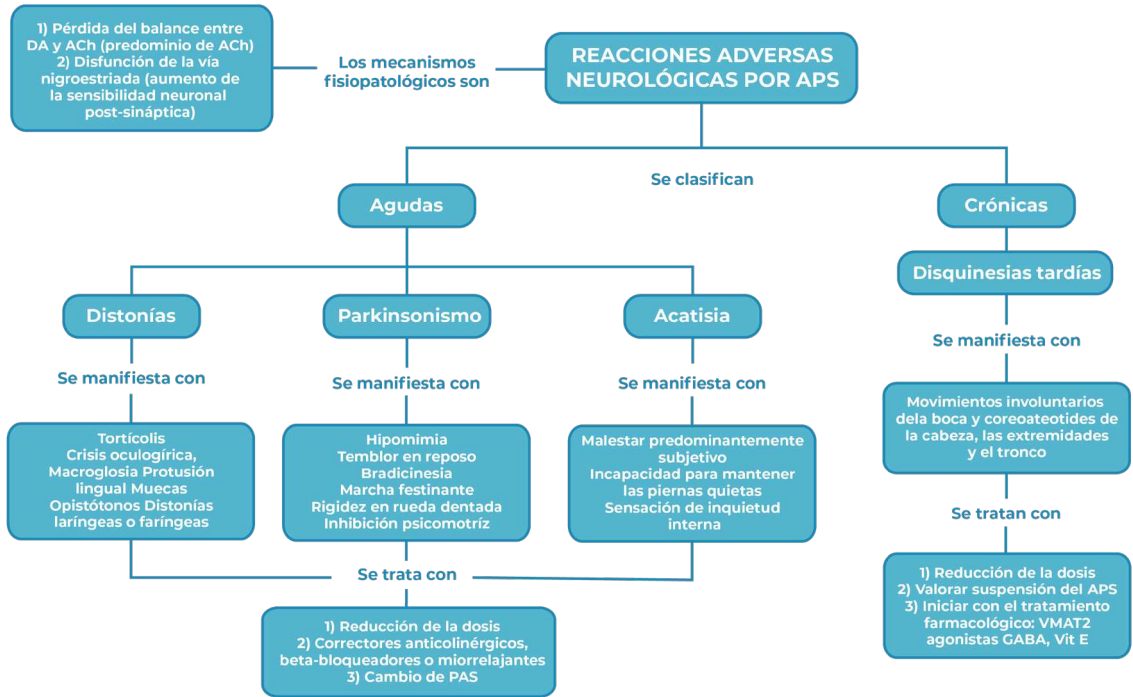 1) Pérdida del balance entre
DA y ACh (predominio de ACh)
2) Disfunción de la vía
nigroestriada (aumento de
la sensibilidad neuronal
post-sináptica)
Los mecanismos
fisiopatológicos son
REACCIONES ADVERSAS
NEUROLÓGICAS POR APS
Se clasifican
Agudas
Crónicas
Distonías
Parkinsonismo
Acatisia
Disquinesias tardías
Se manifiesta con
Se manifiesta con
Se manifiesta con
Se manifiesta con
Tortícolis
Crisis oculogírica,
Macroglosia Protusión
lingual Muecas
Opistótonos Distonías
laríngeas o faríngeas
Hipomimia
Temblor en reposo
Bradicinesia
Marcha festinante
Rigidez en rueda dentada
Inhibición psicomotríz
Malestar predominantemente
subjetivo
Incapacidad para mantener
las piernas quietas
Sensación de inquietud
interna
Movimientos involuntarios
dela boca y coreoateotides de
la cabeza, las extremidades
y el tronco
Se trata con
Se tratan con
1) Reducción de la dosis
2) Correctores anticolinérgicos,
beta-bloqueadores o miorrelajantes
3) Cambio de PAS
1) Reducción de la dosis
2) Valorar suspensión del APS
3) Iniciar con el tratamiento
farmacológico: VMAT2
agonistas GABA, Vit E